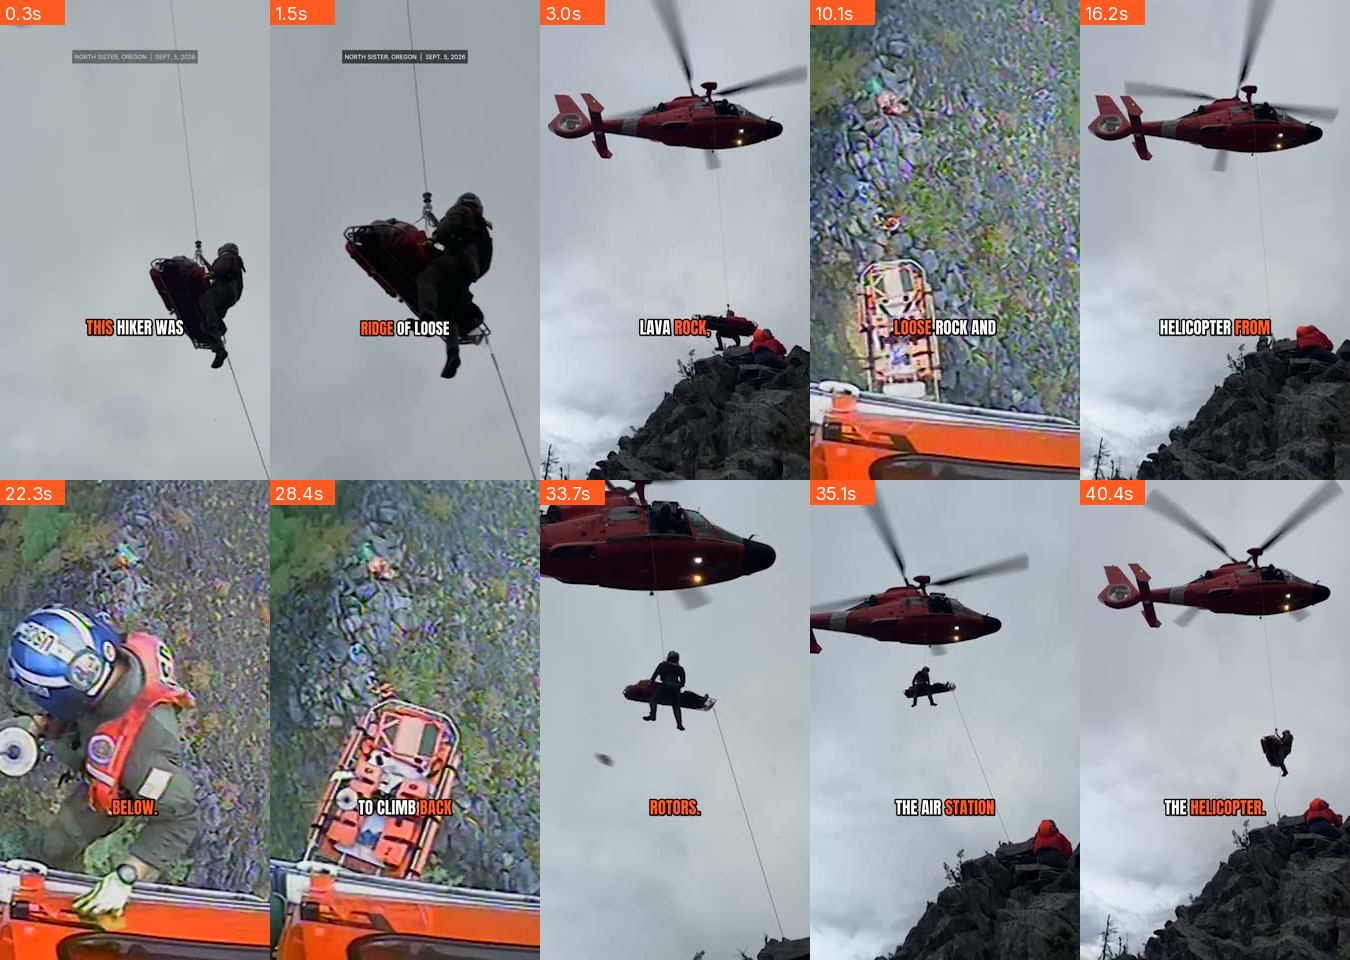 0.3s
NORTH SISTER, OREGON | SEPT. 5, 2026
THIS HIKER WAS
1.5s
NORTH SISTER, OREGON | SEPT. 5, 2026
RIDGE OF LOOSE
3.0s
LAVA ROCK,
10.1s
LOOSE ROCK AND
16.2s
HELICOPTER FROM
22.3s
BELOW.
28.4s
TO CLIMB BACK
33.7s
ROTORS.
35.1s
THE AIR STATION
40.4s
THE HELICOPTER.